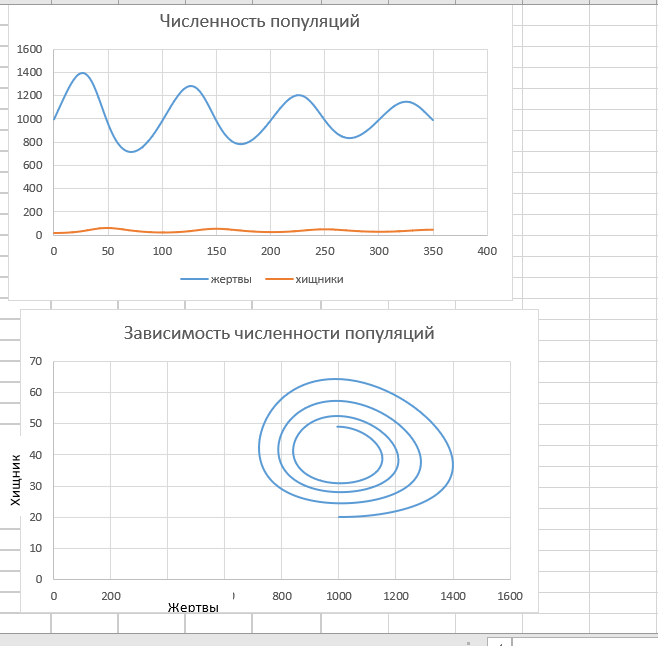 Численность популяций
1600
1400
1200
1000
800
600
400
200
0
0 50 100 150 200 250 300 350 400
жертвы хищники
Зависимость численности популяций
70
60
50
40
30
20
10
0
Хищник
0 200 800 1000 1200 1400 1600
Жертвы